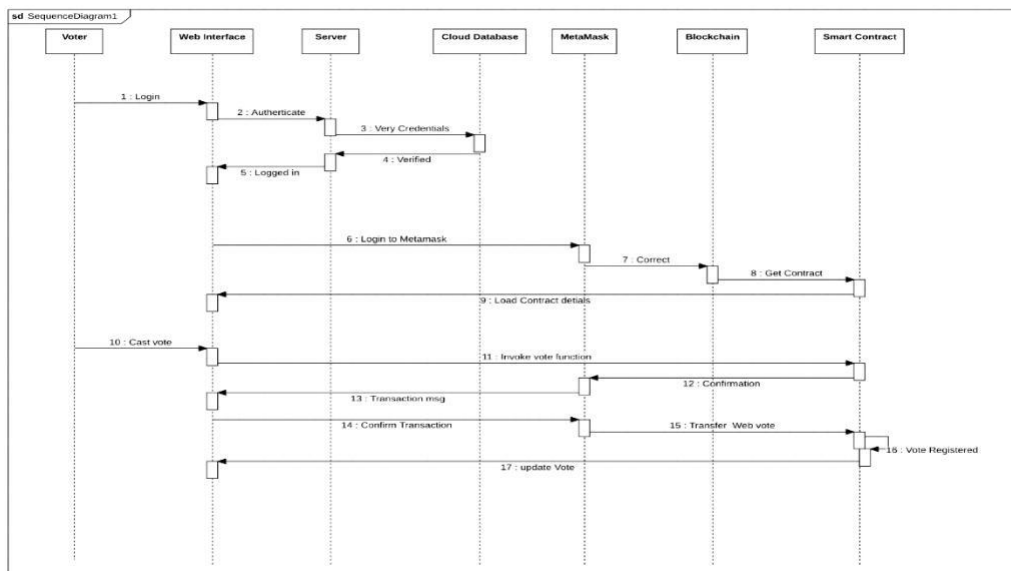 sd SequenceDiagram1
Voter
Web Interface
Server
Cloud Database
MetaMask
Blockchain
Smart Contract
1 : Login
2 : Autherticate
3 : Very Credentials
4 : Verified
5 : Logged in
6 : Login to Metamask
7 : Correct
8 : Get Contract
9 : Load Contract detials
10 : Cast vote
11 : Invoke vote function
12 : Confirmation
13 : Transaction msg
14 : Confirm Transaction
15 : Transfer Web vote
16 : Vote Registered
17 : update Vote